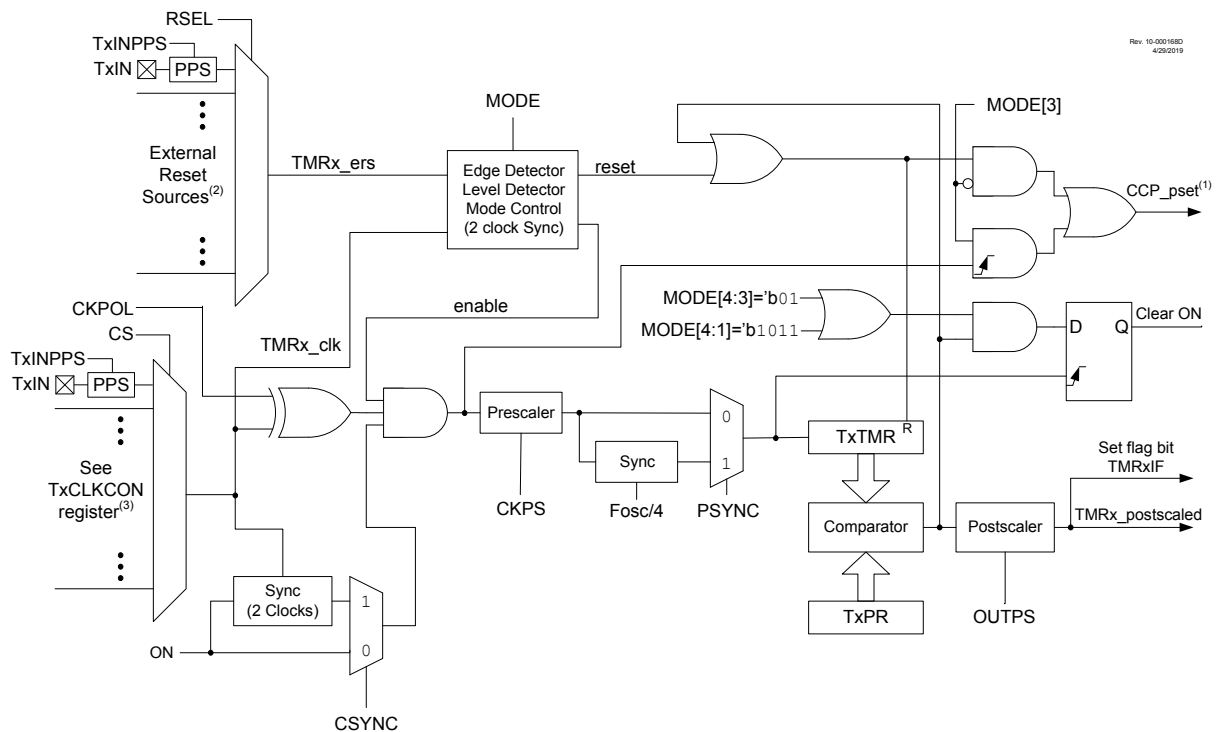 RSEL
TxINPPS
TxIN
PPS
Rev. 10-000168D
4/29/2019
MODE
MODE[3]
External
Reset
Sources(2)
TMRx_ers
Edge Detector
Level Detector
Mode Control
(2 clock Sync)
reset
CCP_pset(1)
CKPOL
CS
enable
MODE[4:3]='b01
MODE[4:1]='b1011
D
Q
Clear ON
TxINPPS
TxIN
PPS
TMRx_clk
Prescaler
0
1
Sync
CKPS
Fosc/4
PSYNC
TxTMR
R
See
TxCLKCON
register(3)
Set flag bit
TMRxIF
Comparator
Postscaler
TMRx_postscaled
TxPR
OUTPS
Sync
(2 Clocks)
1
0
ON
CSYNC